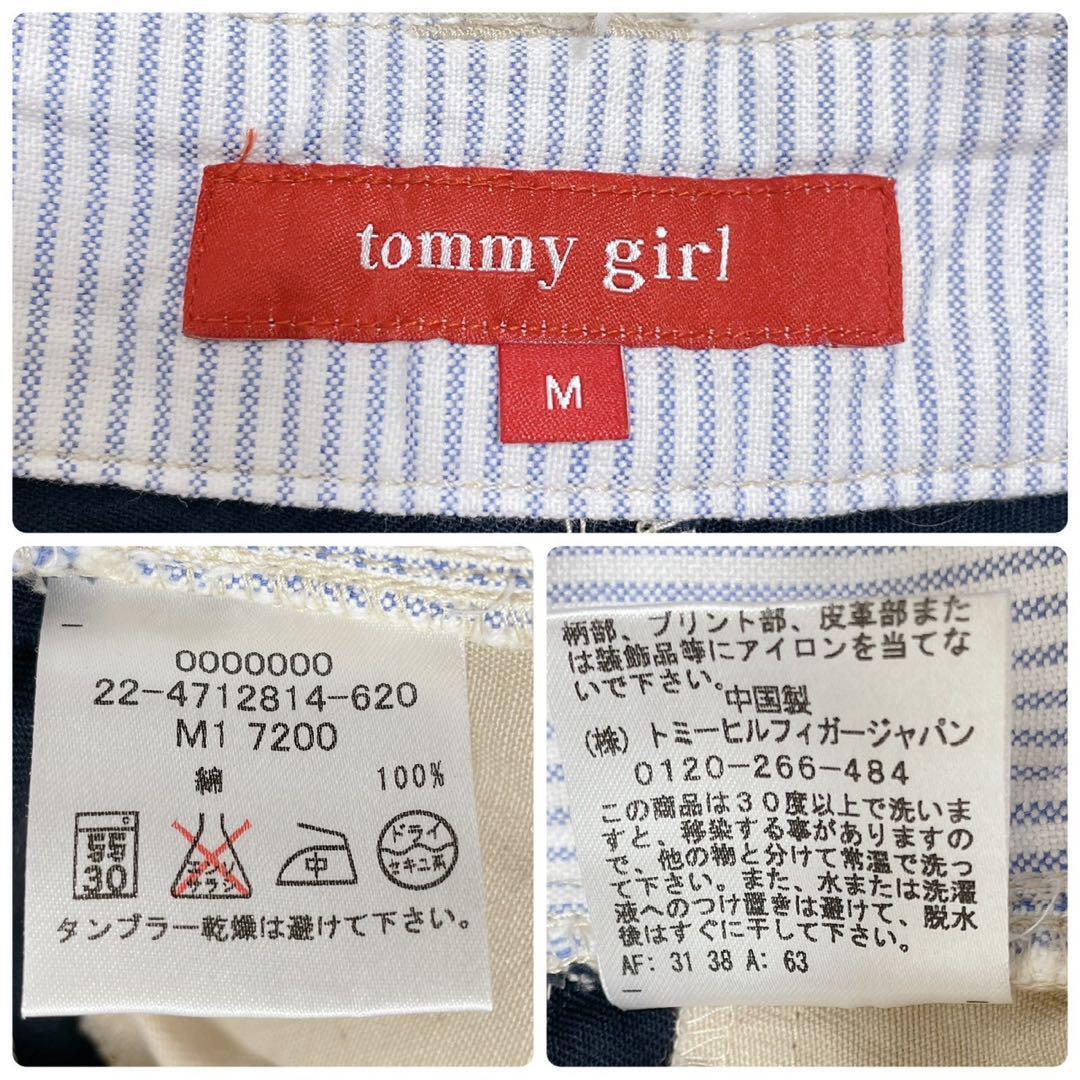 tommy girl
M
0000000
22-4712814-620
M1 7200
綿 100%
弱
30
エンソ
サラシ
中
ドライ
セキユ系
タンブラー乾燥は避けて下さい。
柄部、プリント部、皮革部また
は装飾品等にアイロンを当てな
いで下さい。
中国製
(株) トミーヒルフィガージャパン
0120-266-484
この商品は30度以上で洗いま
すと、移染する事がありますの
で、他の物と分けて常温で洗っ
て下さい。また、水または洗濯
液へのつけ置きは避けて、脱水
後はすぐに干して下さい。
AF: 31 38 A: 63